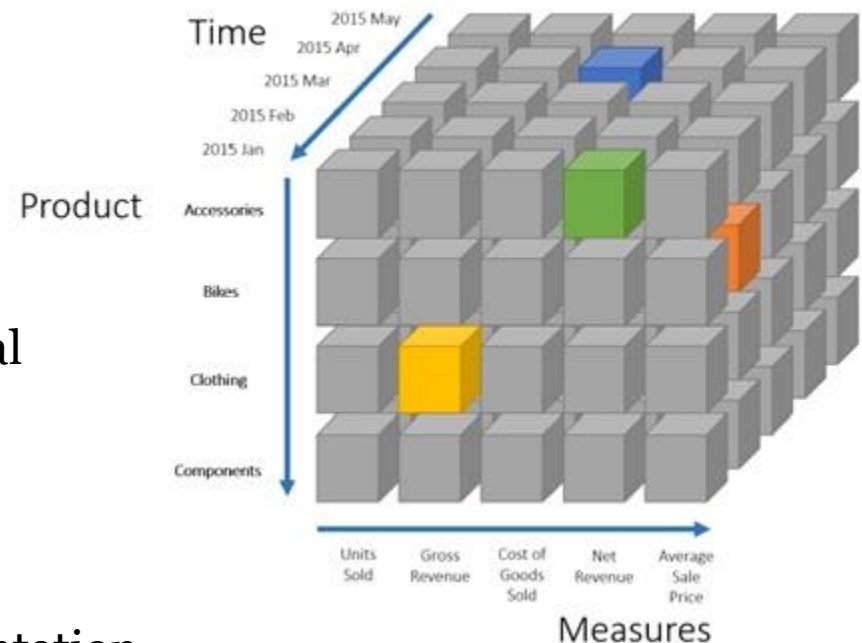 Time
2015 May
2015 Apr
2015 Mar
2015 Feb
2015 Jan
Product
Accessories
Bikes
al
Clothing
Components
Units
Sold
Gross
Revenue
Cost of
Goods
Sold
Net
Revenue
Average
Sale
Price
Measures